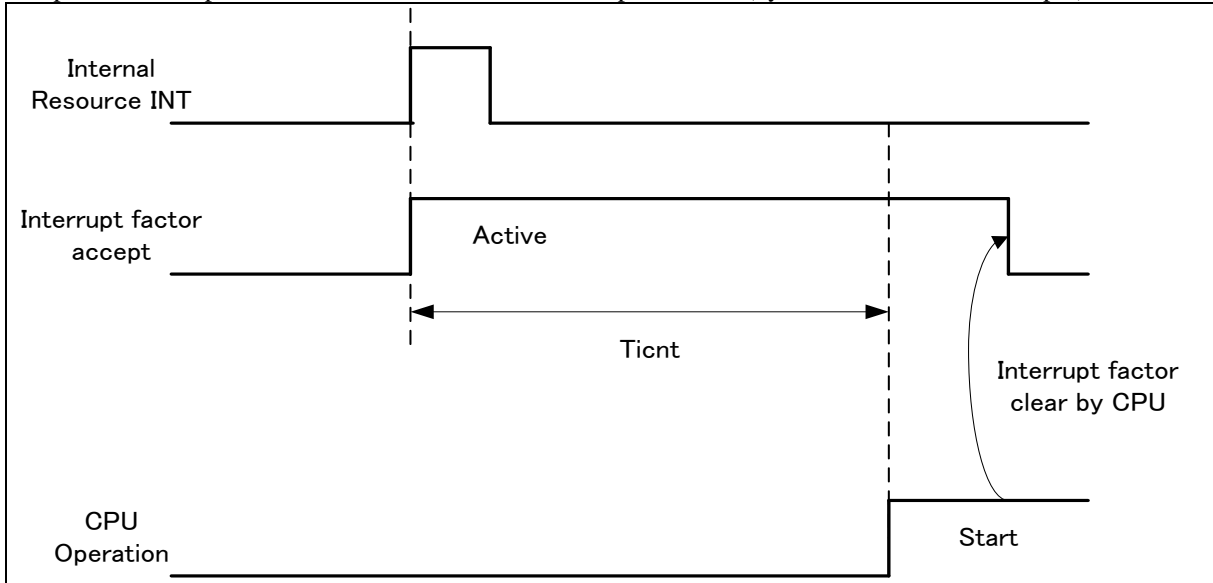 Internal
Resource INT
Interrupt factor
accept
Active
Ticnt
Interrupt factor
clear by CPU
CPU
Operation
Start